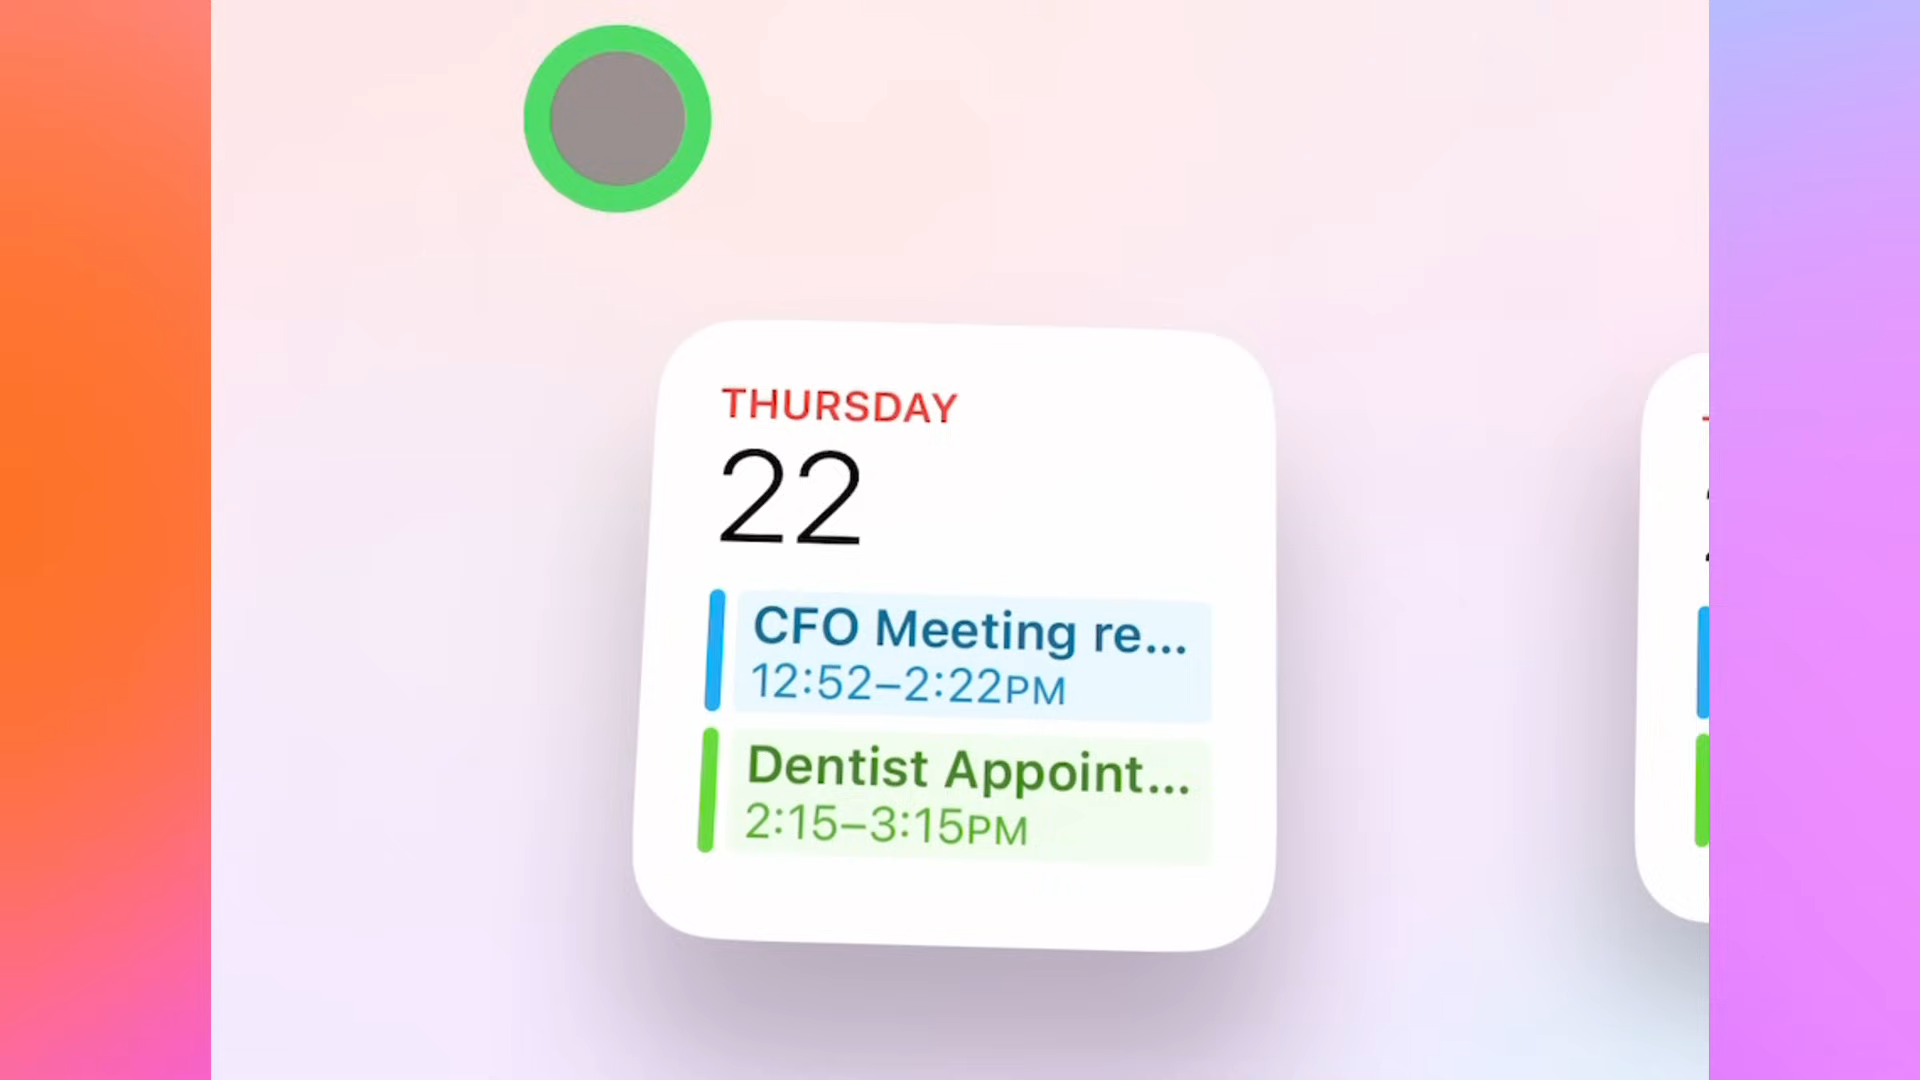 THURSDAY
22
CFO Meeting re...
12:52–2:22PM
Dentist Appoint...
2:15–3:15PM